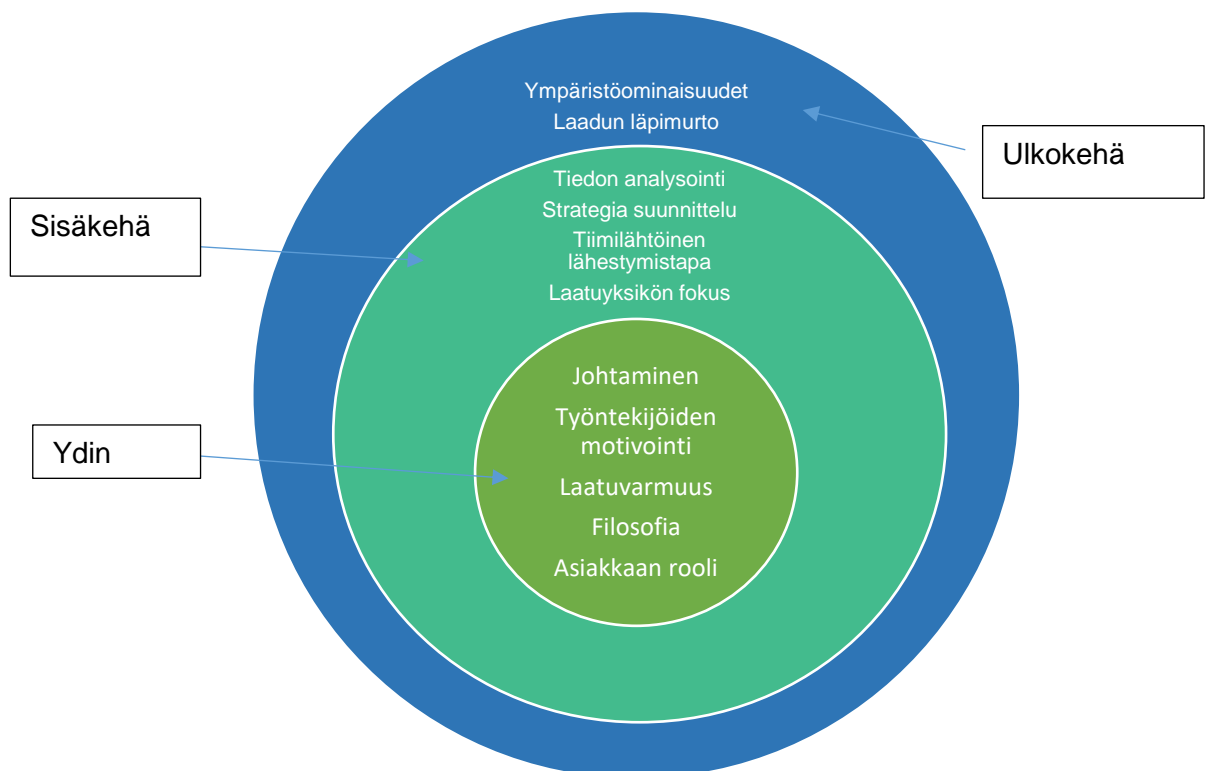 Ympäristöominaisuudet
Laadun läpimurto
Ulkokehä
Tiedon analysointi
Strategia suunnittelu
Tiimilähtöinen
lähestymistapa
Laatuyksikön fokus
Sisäkehä
Johtaminen
Työntekijöiden
motivointi
Laatuvarmuus
Filosofia
Asiakkaan rooli
Ydin